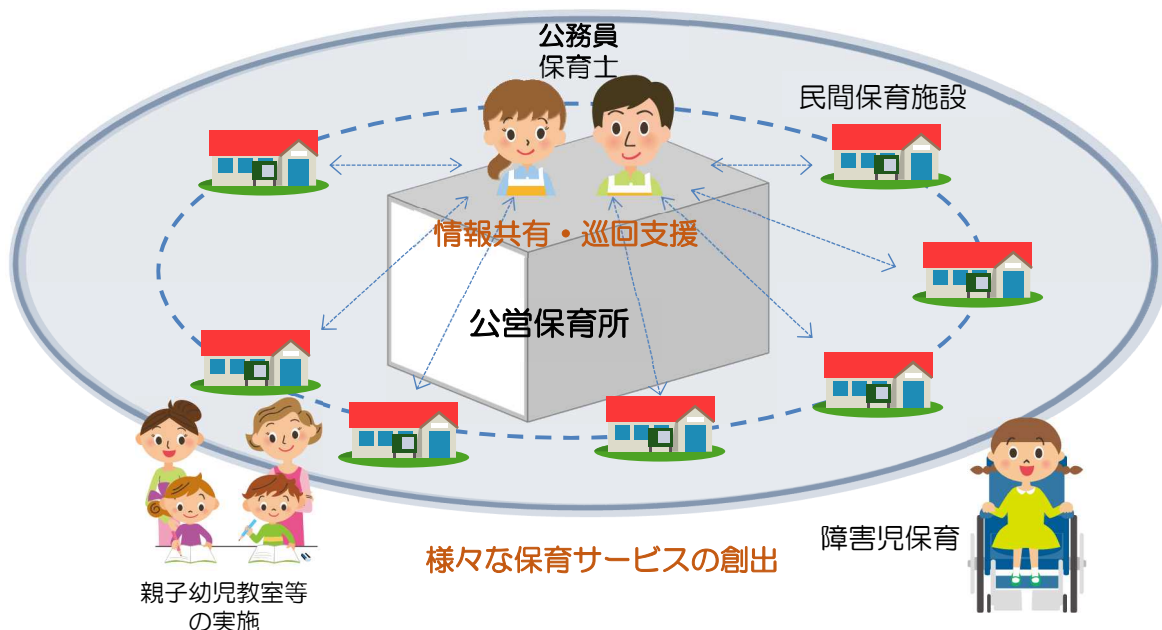 公務員
保育士
民間保育施設
情報共有・巡回支援
公営保育所
様々な保育サービスの創出
障害児保育
親子幼児教室等
の実施